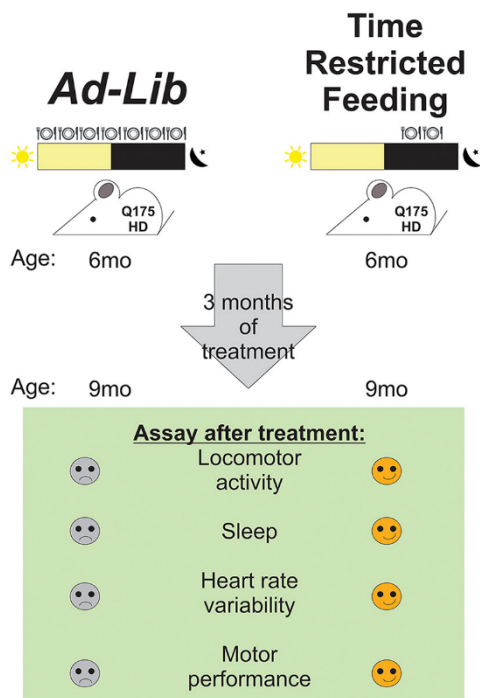 Ad-Lib
Time
Restricted
Feeding
Q175
HD
Q175
HD
Age: 6mo
6mo
3 months
of
treatment
Age: 9mo
9mo
Assay after treatment:
Locomotor
activity
Sleep
Heart rate
variability
Motor
performance